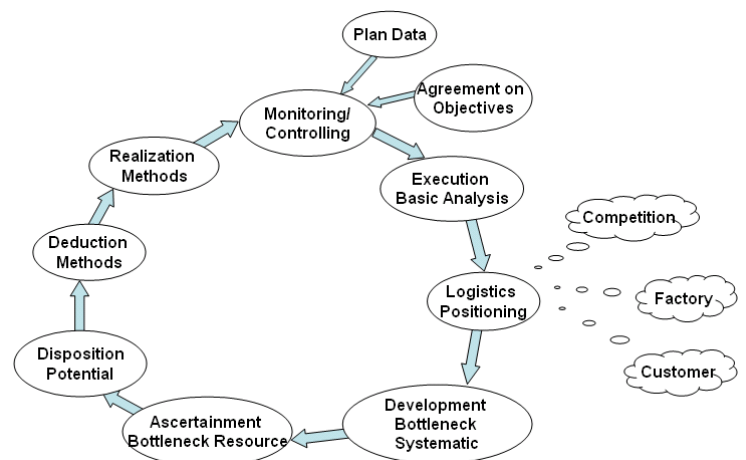 Plan Data
Agreement on
Objectives
Monitoring/
Controlling
Realization
Methods
Execution
Basic Analysis
Competition
Deduction
Methods
Logistics
Positioning
Factory
Disposition
Potential
Customer
Development
Bottleneck
Systematic
Ascertainment
Bottleneck Resource